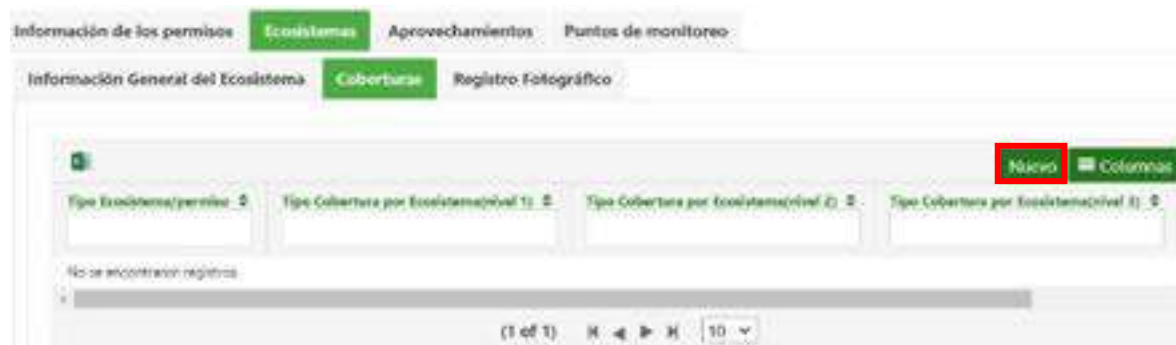 Información de los permisos Ecosistemas Aprovechamientos Puntos de monitoreo
Información General del Ecosistema Coberturas Registro Fotográfico
Nuevo Columnas
Tipo Ecosistema/permiso Tipo Cobertura por Ecosistema(nivel 1) Tipo Cobertura por Ecosistema(nivel 2) Tipo Cobertura por Ecosistema(nivel 3)
No se encontraron registros
(1 of 1) 10